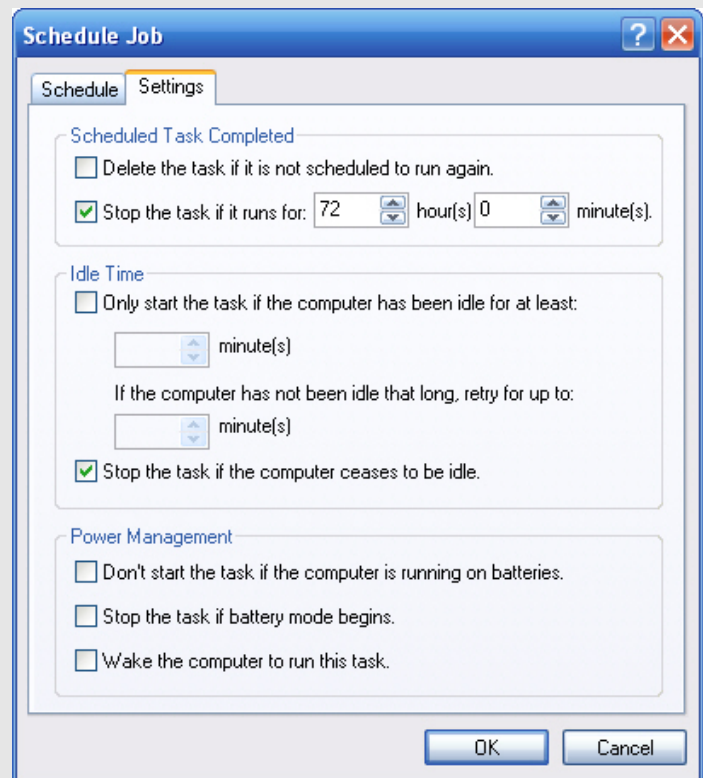 Schedule Job
Schedule Settings
Scheduled Task Completed
Delete the task if it is not scheduled to run again.
Stop the task if it runs for: 72 hour(s) 0 minute(s).
Idle Time
Only start the task if the computer has been idle for at least:
minute(s)
If the computer has not been idle that long, retry for up to:
minute(s)
Stop the task if the computer ceases to be idle.
Power Management
Don't start the task if the computer is running on batteries.
Stop the task if battery mode begins.
Wake the computer to run this task.
OK Cancel